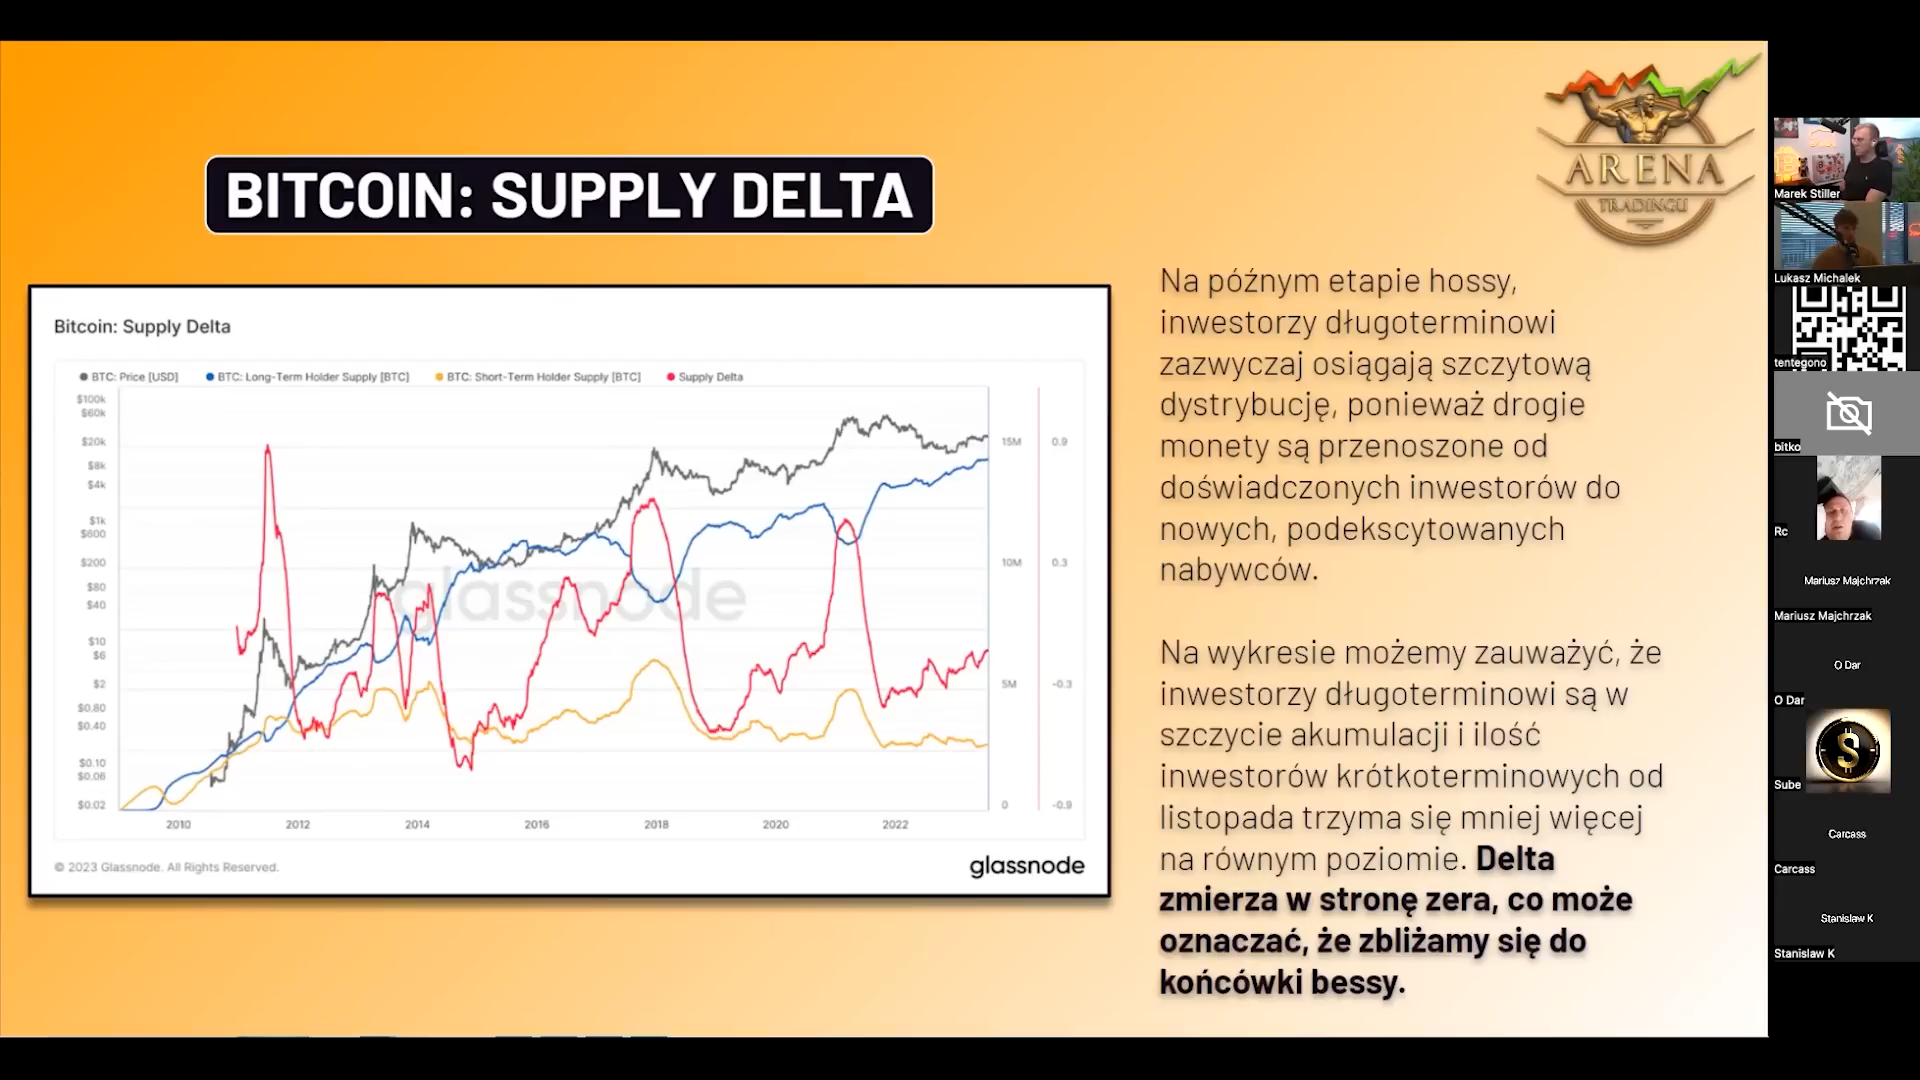 BITCOIN: SUPPLY DELTA
ARENA
TRADINGU
Bitcoin: Supply Delta
BTC: Price [USD]
BTC: Long-Term Holder Supply [BTC]
BTC: Short-Term Holder Supply [BTC]
Supply Delta
$100k
$60k
$20k
$8k
$4k
$1k
$600
$200
$80
$40
$10
$6
$2
$0.80
$0.40
$0.10
$0.06
$0.02
15M
10M
5M
0
0.9
0.3
-0.3
-0.9
2010
2012
2014
2016
2018
2020
2022
glassnode
© 2023 Glassnode. All Rights Reserved.
glassnode
Na późnym etapie hossy,
inwestorzy długoterminowi
zazwyczaj osiągają szczytową
dystrybucję, ponieważ drogie
monety są przenoszone od
doświadczonych inwestorów do
nowych, podekscytowanych
nabywców.
Na wykresie możemy zauważyć, że
inwestorzy długoterminowi są w
szczycie akumulacji i ilość
inwestorów krótkoterminowych od
listopada trzyma się mniej więcej
na równym poziomie. Delta
zmierza w stronę zera, co może
oznaczać, że zbliżamy się do
końcówki bessy.
Marek Stiller
Lukasz Michalek
tentegono
bitko
Rc
Mariusz Majchrzak
Mariusz Majchrzak
O Dar
O Dar
Sube
Carcass
Carcass
Stanislaw K
Stanislaw K